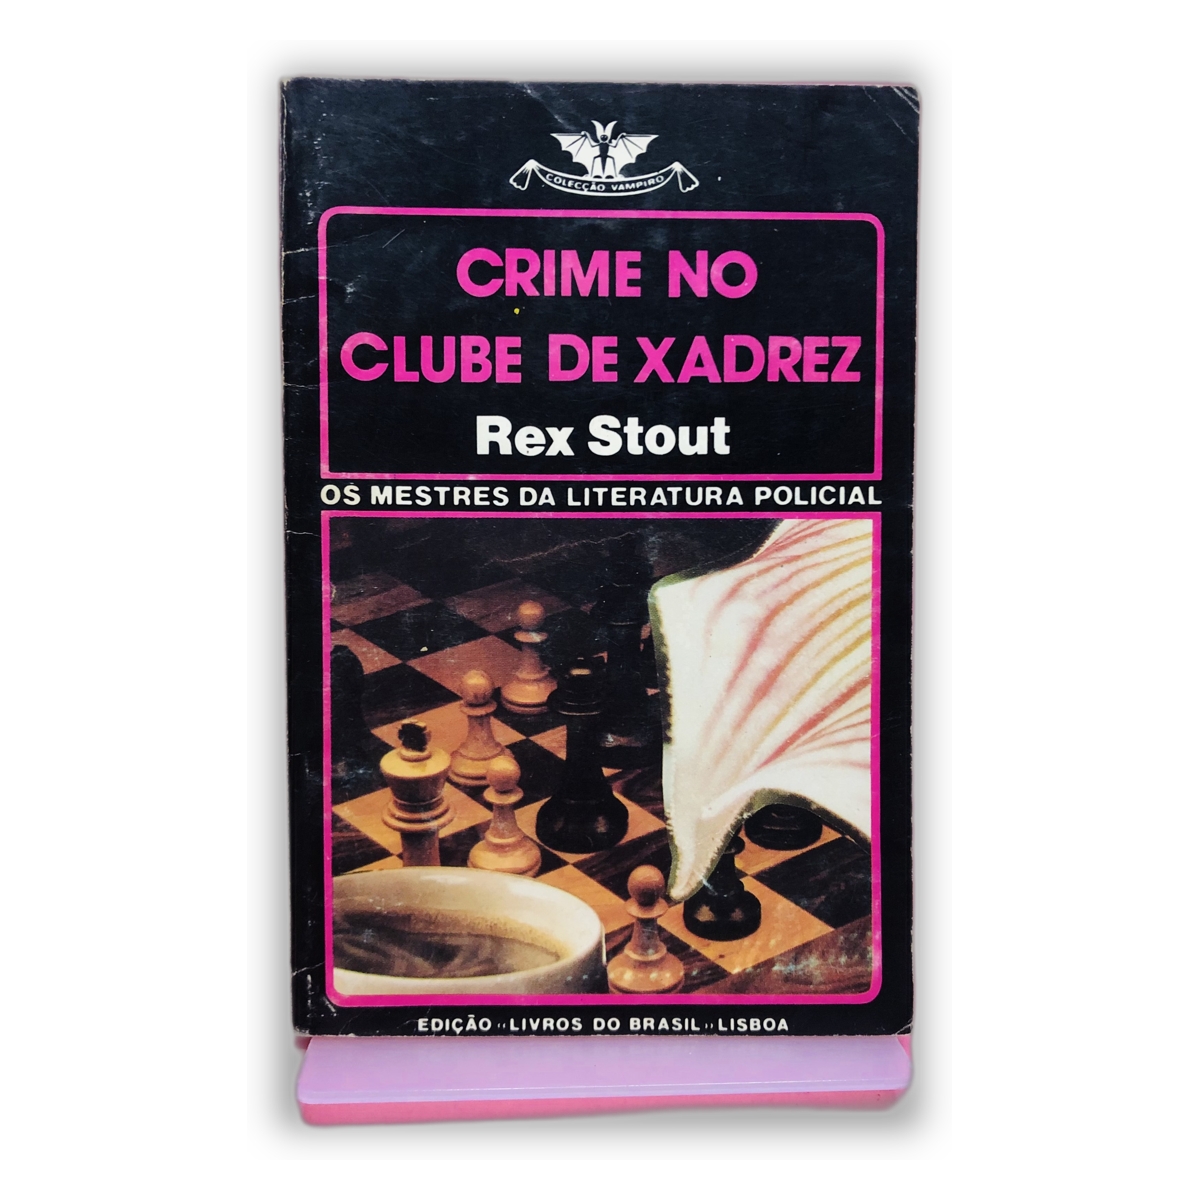 COLECÇÃO VAMPIRO
CRIME NO
CLUBE DE XADREZ
Rex Stout
OS MESTRES DA LITERATURA POLICIAL
EDIÇÃO «LIVROS DO BRASIL» LISBOA